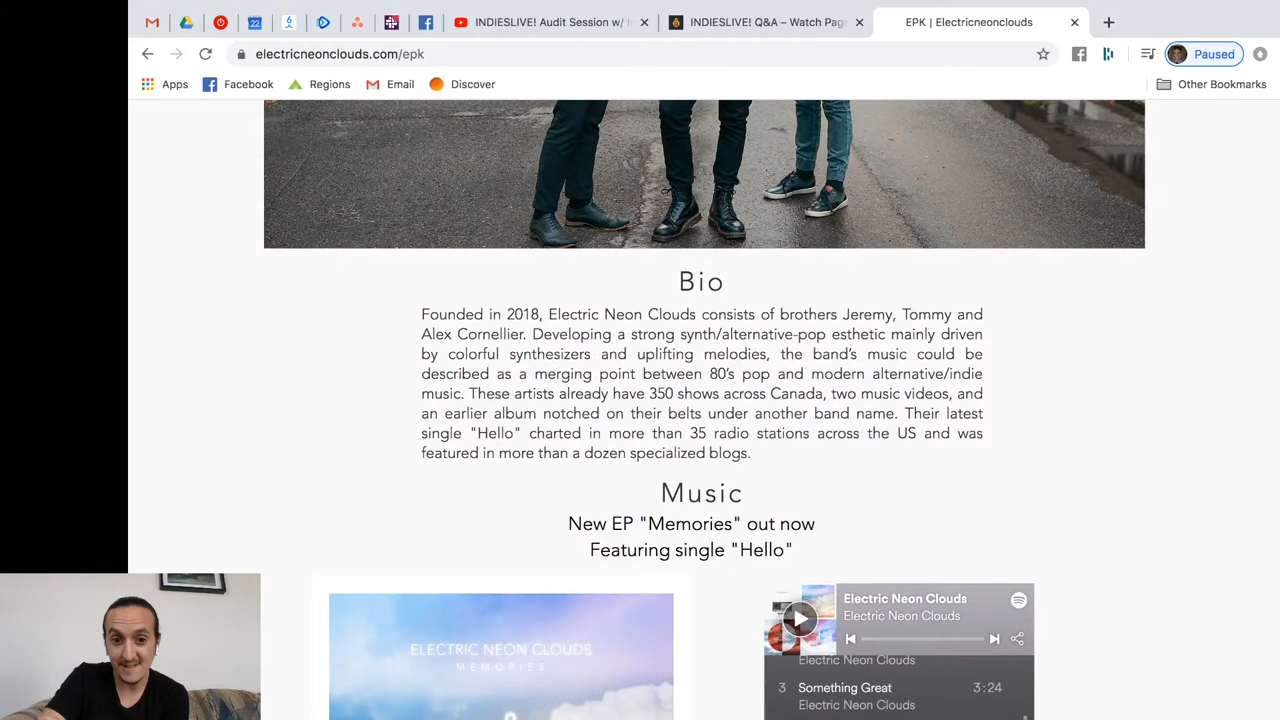 INDIESLIVE! Audit Session w/
INDIESLIVE! Q&A – Watch Pag
EPK | Electricneonclouds
electricneonclouds.com/epk
Paused
Apps
Facebook
Regions
Email
Discover
Other Bookmarks
Bio
Founded in 2018, Electric Neon Clouds consists of brothers Jeremy, Tommy and
Alex Cornellier. Developing a strong synth/alternative-pop esthetic mainly driven
by colorful synthesizers and uplifting melodies, the band's music could be
described as a merging point between 80's pop and modern alternative/indie
music. These artists already have 350 shows across Canada, two music videos, and
an earlier album notched on their belts under another band name. Their latest
single "Hello" charted in more than 35 radio stations across the US and was
featured in more than a dozen specialized blogs.
Music
New EP "Memories" out now
Featuring single "Hello"
ELECTRIC NEON CLOUDS
MEMORIES
Electric Neon Clouds
Electric Neon Clouds
Electric Neon Clouds
3 Something Great 3:24
Electric Neon Clouds